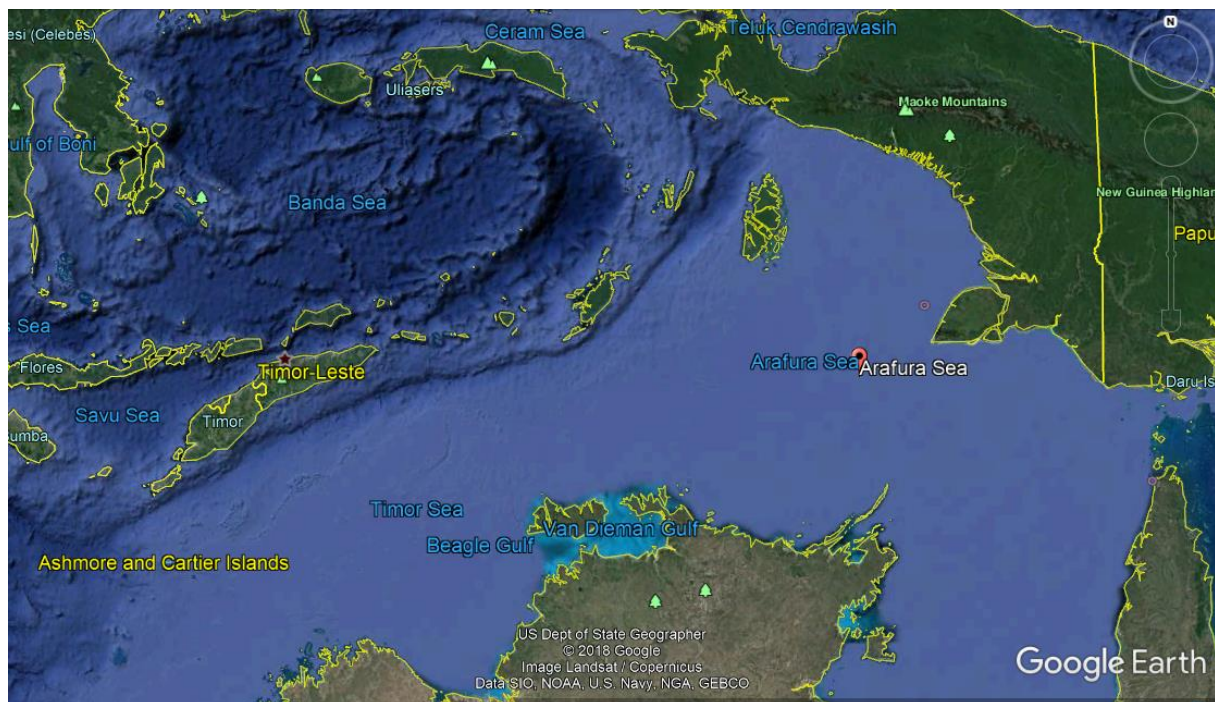 Ceram Sea
Teluk Cendrawasih
N
esi (Celebes)
Uliasers
Maoke Mountains
ulf of Boni
New Guinea Highlan
Banda Sea
Papu
s Sea
Flores
Timor-Leste
Arafura Sea
Arafura Sea
Daru Is
Savu Sea
Timor
Sumba
Timor Sea
Van Dieman Gulf
Beagle Gulf
Ashmore and Cartier Islands
US Dept of State Geographer
© 2018 Google
Image Landsat / Copernicus
Data SIO, NOAA, U.S. Navy, NGA, GEBCO
Google Earth